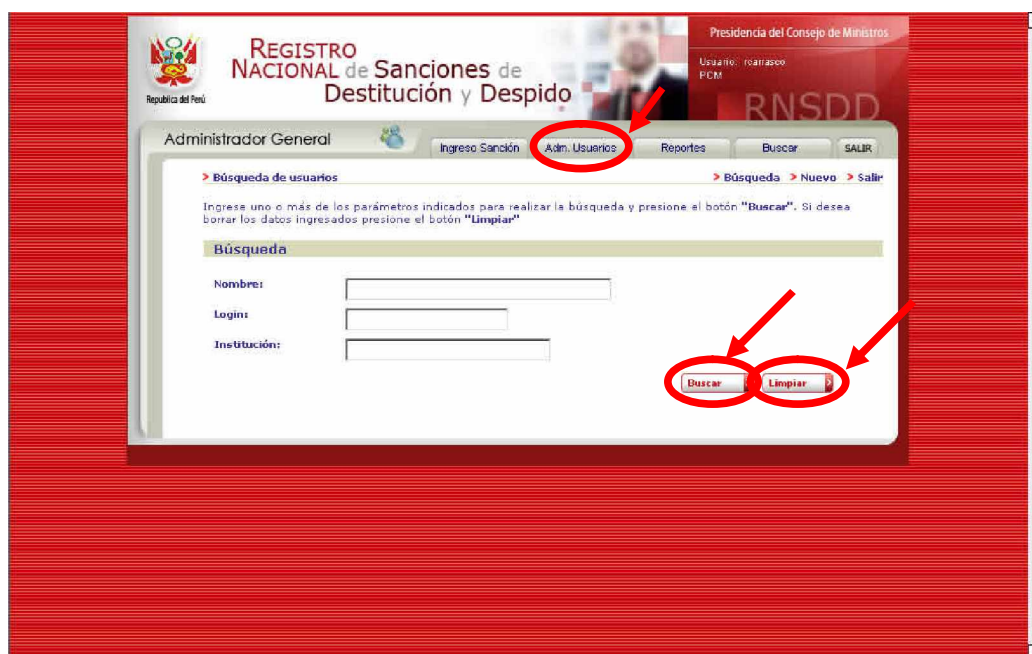 Presidencia del Consejo de Ministros
REGISTRO
NACIONAL de Sanciones de
Destitución y Despido
Usuario: rcarrasco
PCM
Republica del Perú
RNSDD
Administrador General
Ingreso Sanción
Adm. Usuarios
Reportes
Buscar
SALIR
> Búsqueda de usuarios
> Búsqueda > Nuevo > Salir
Ingrese uno o más de los parámetros indicados para realizar la búsqueda y presione el botón "Buscar". Si desea
borrar los datos ingresados presione el botón "Limpiar"
Búsqueda
Nombre:
Login:
Institución:
Buscar
Limpiar